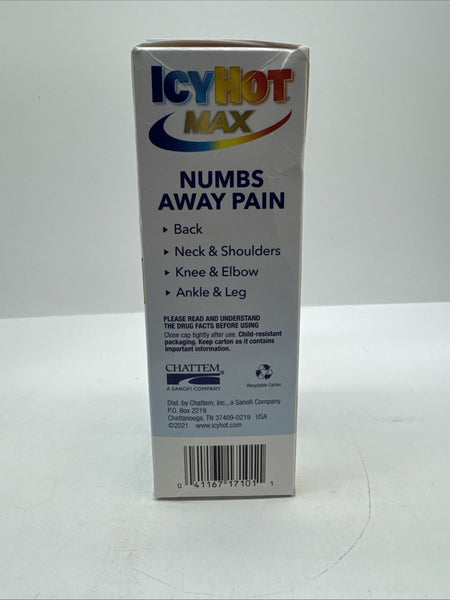 ICYHOT
MAX
NUMBS
AWAY PAIN
Back
Neck & Shoulders
Knee & Elbow
Ankle & Leg
PLEASE READ AND UNDERSTAND
THE DRUG FACTS BEFORE USING
Close cap tightly after use. Child-resistant
packaging. Keep carton as it contains
important information.
CHATTEM
A SANOFI COMPANY
Recyclable Carton
Dist. by Chattem, Inc., a Sanofi Company
P.O. Box 2219
Chattanooga, TN 37409-0219 USA
©2021 www.icyhot.com
0 41167 17101 1